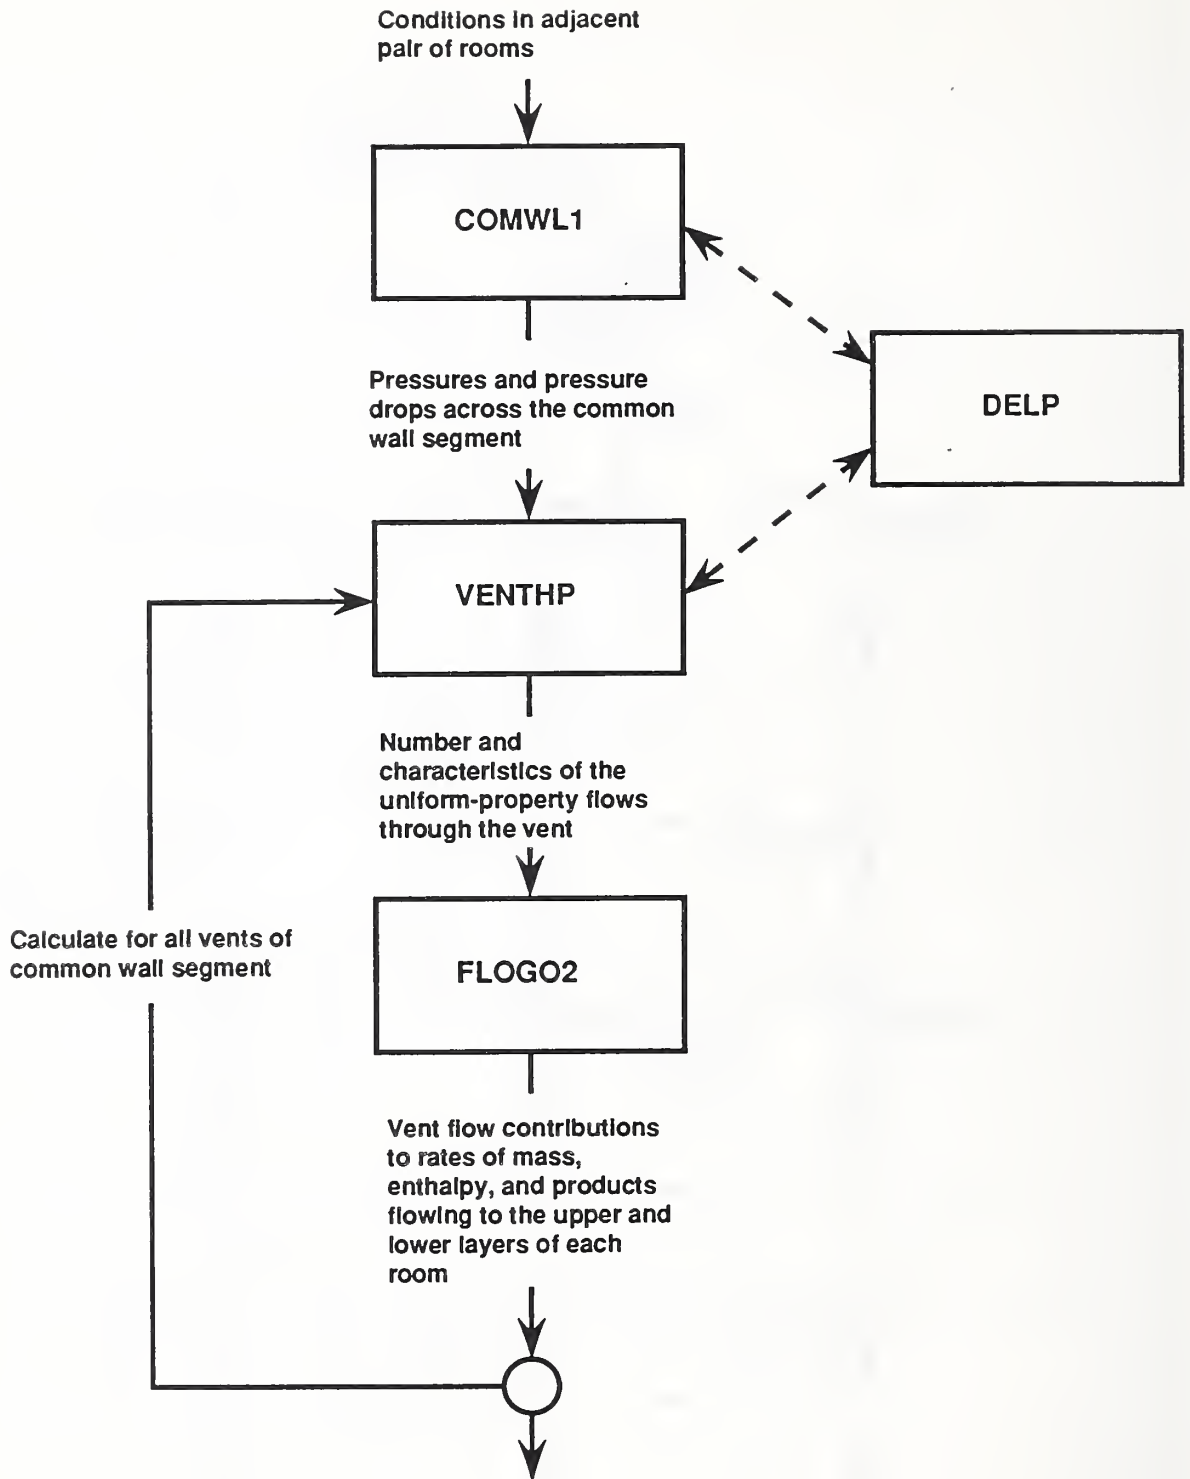 Conditions in adjacent
pair of rooms
COMWL1
Pressures and pressure
drops across the common
wall segment
DELP
VENTHP
Number and
characteristics of the
uniform-property flows
through the vent
Calculate for all vents of
common wall segment
FLOGO2
Vent flow contributions
to rates of mass,
enthalpy, and products
flowing to the upper and
lower layers of each
room